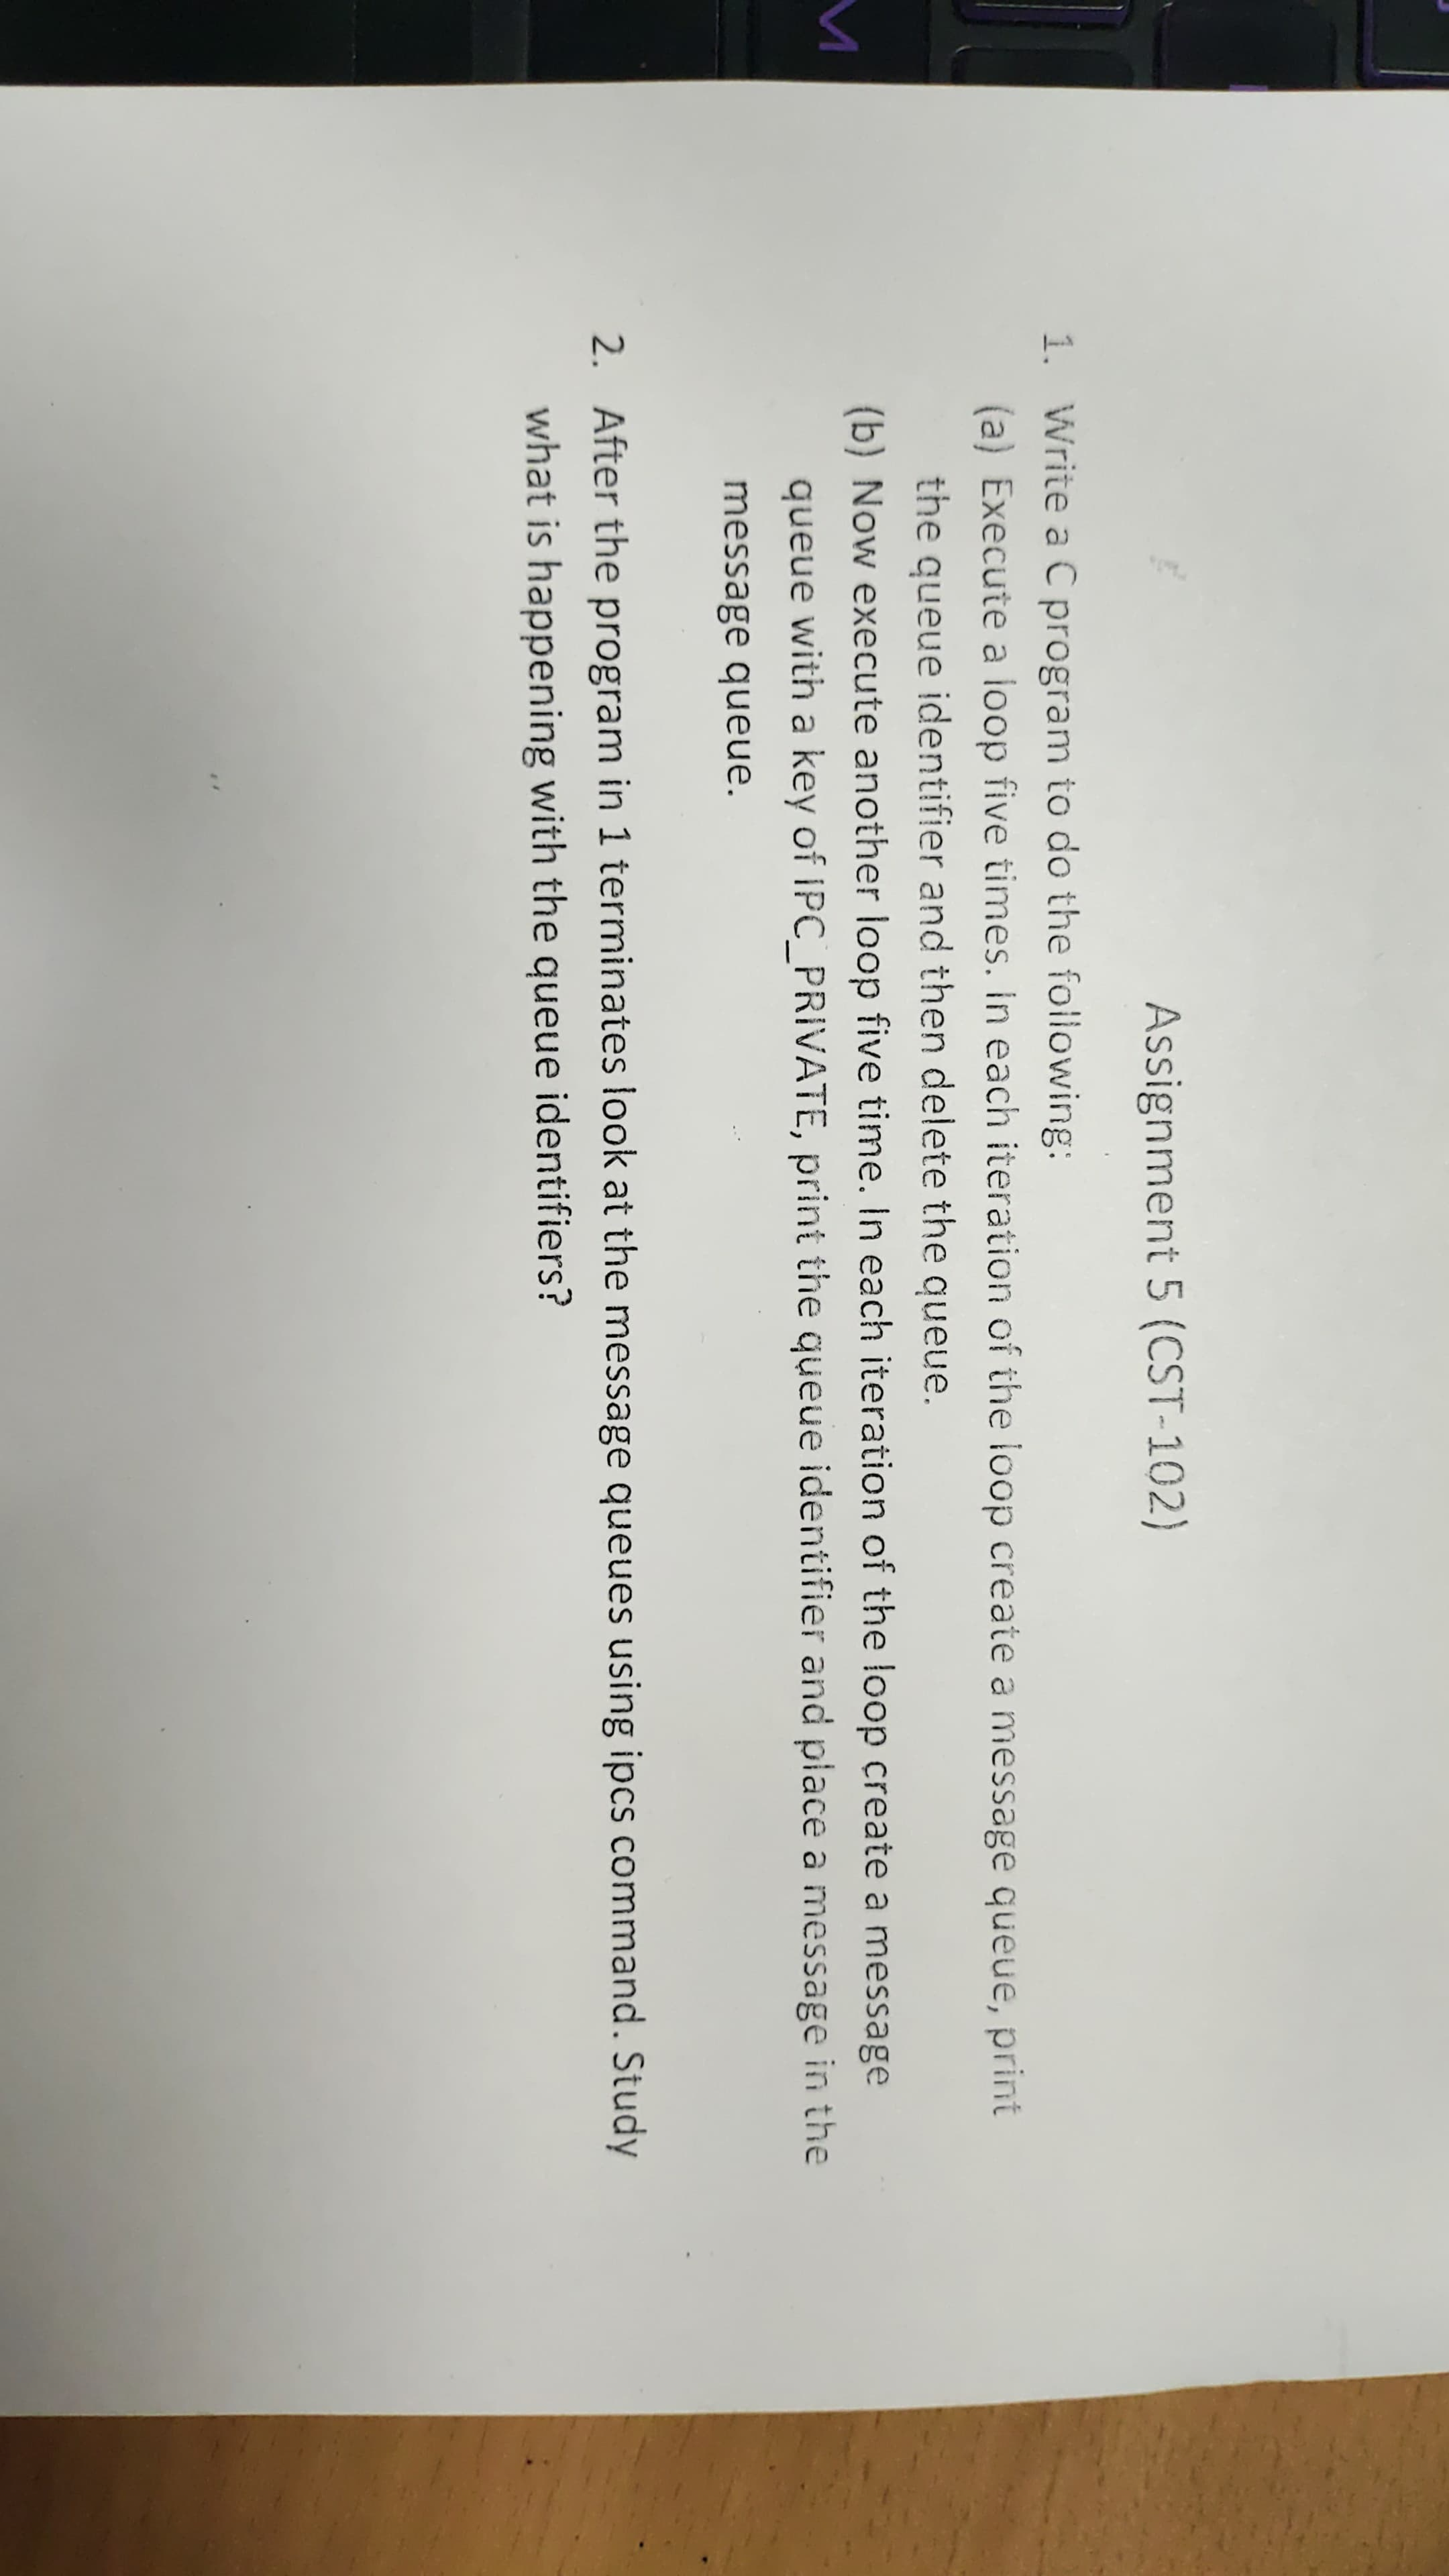 Assignment 5 (CST-102)
1. Write a C program to do the following:
(a) Execute a loop five times. In each iteration of the loop create a message queue, print
the queue identifier and then delete the queue.
(b) Now execute another loop five time. In each iteration of the loop create a message
queue with a key of IPC_PRIVATE, print the queue identifier and place a message in the
message queue.
2. After the program in 1 terminates look at the message queues using ipcs command. Study
what is happening with the queue identifiers?
M